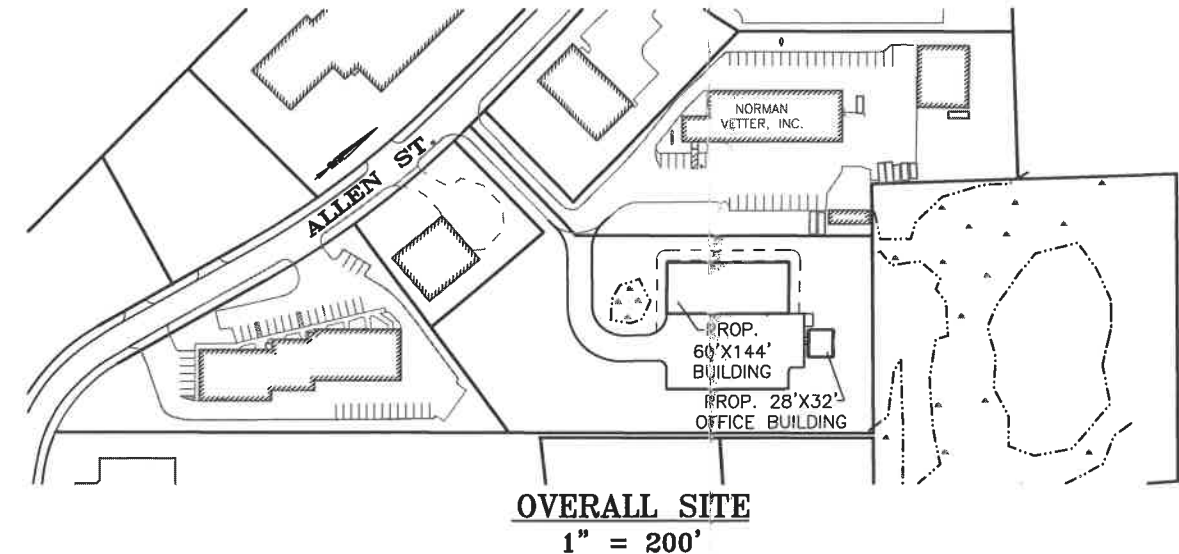 NORMAN
VETTER, INC.
ALLEN ST.
PROP.
60'X144'
BUILDING
PROP. 28'X32'
OFFICE BUILDING
OVERALL SITE
1" = 200'